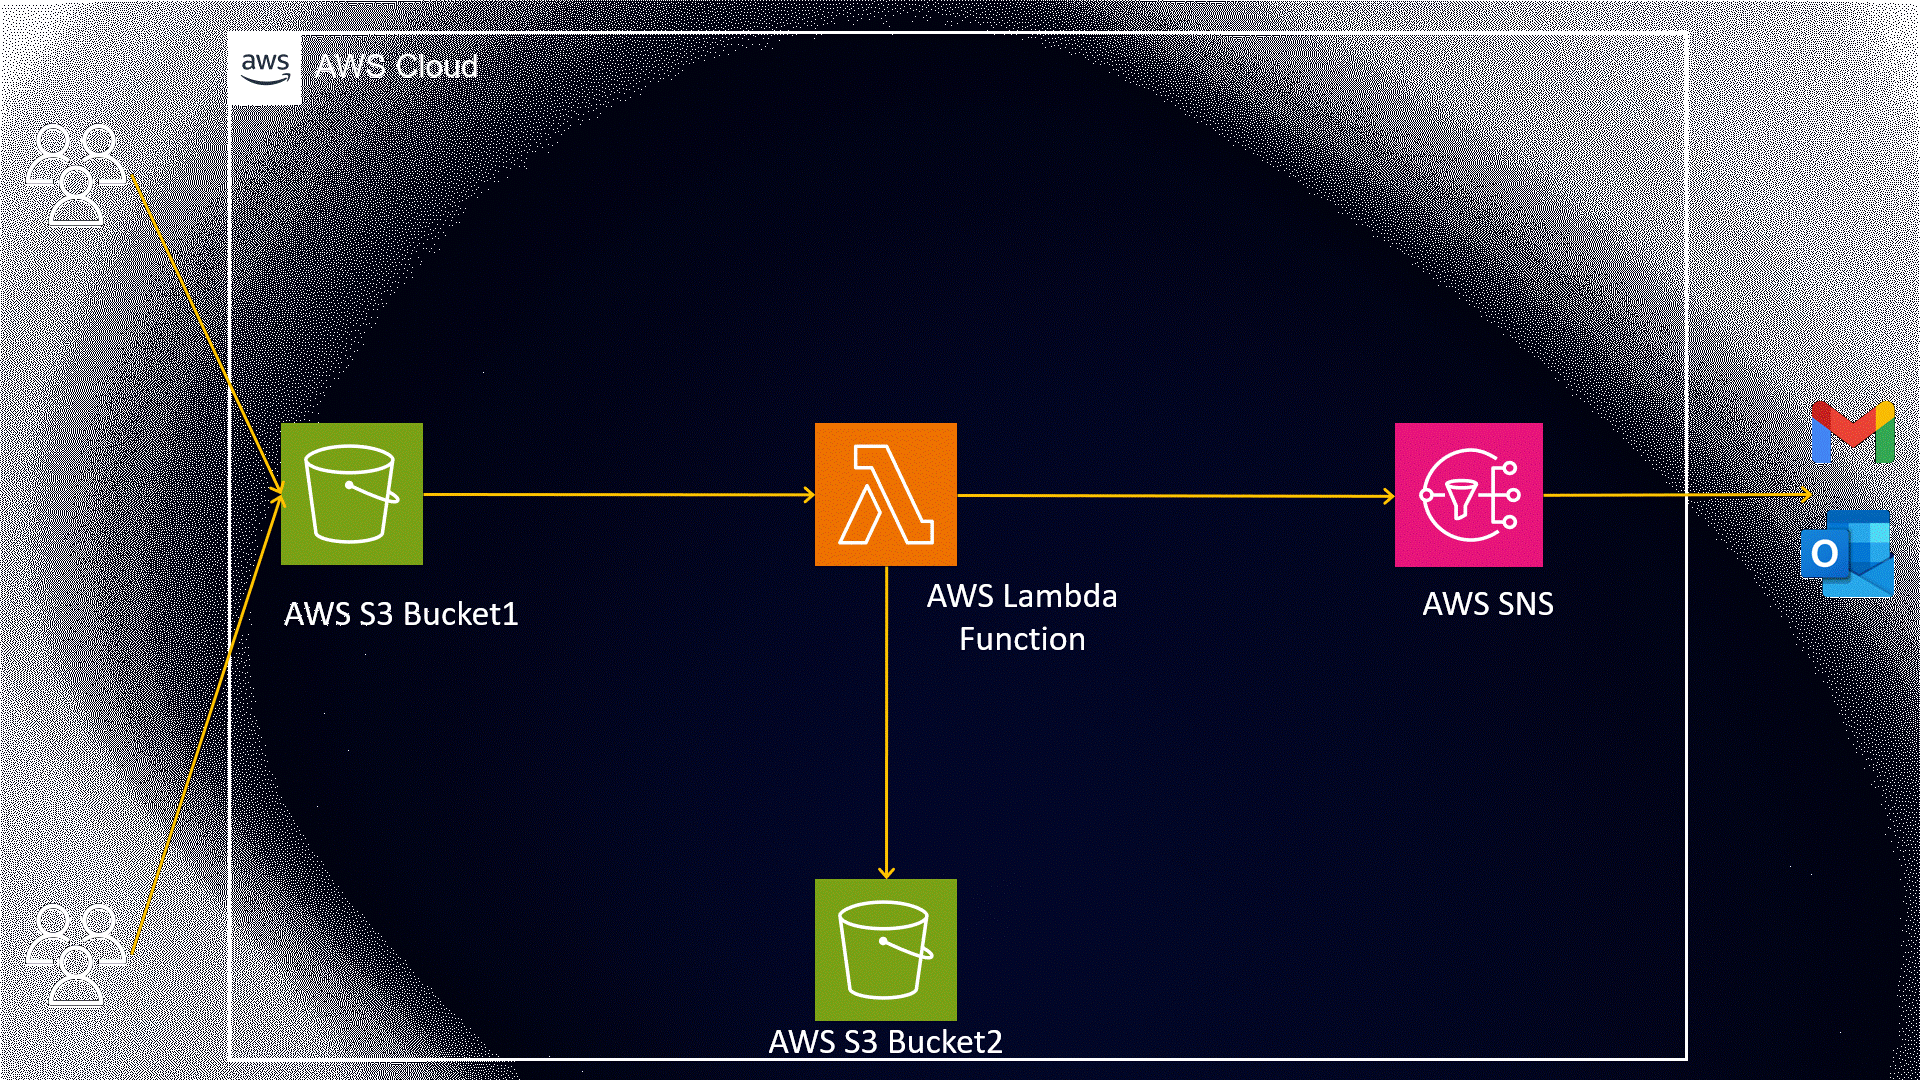 aws
AWS Cloud
AWS S3 Bucket1
AWS Lambda
Function
AWS SNS
O
AWS S3 Bucket2